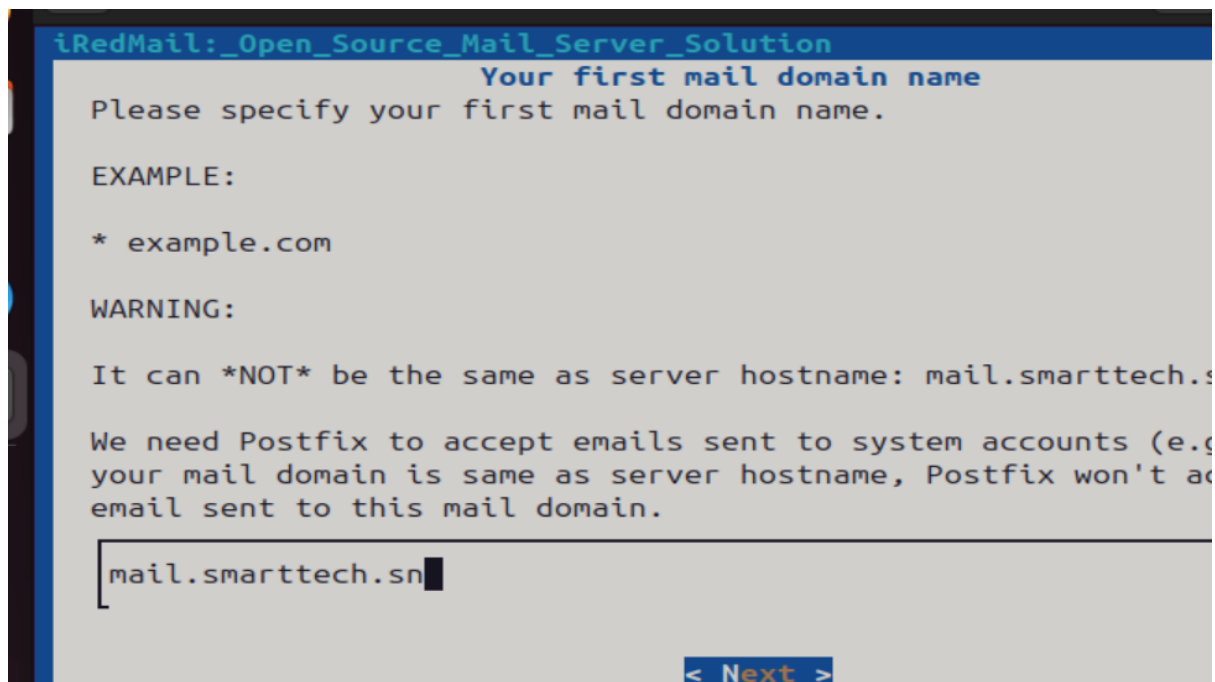 iRedMail:_Open_Source_Mail_Server_Solution
Your first mail domain name
Please specify your first mail domain name.
EXAMPLE:
* example.com
WARNING:
It can *NOT* be the same as server hostname: mail.smarttech.s
We need Postfix to accept emails sent to system accounts (e.g
your mail domain is same as server hostname, Postfix won't ac
email sent to this mail domain.
mail.smarttech.sn
< Next >